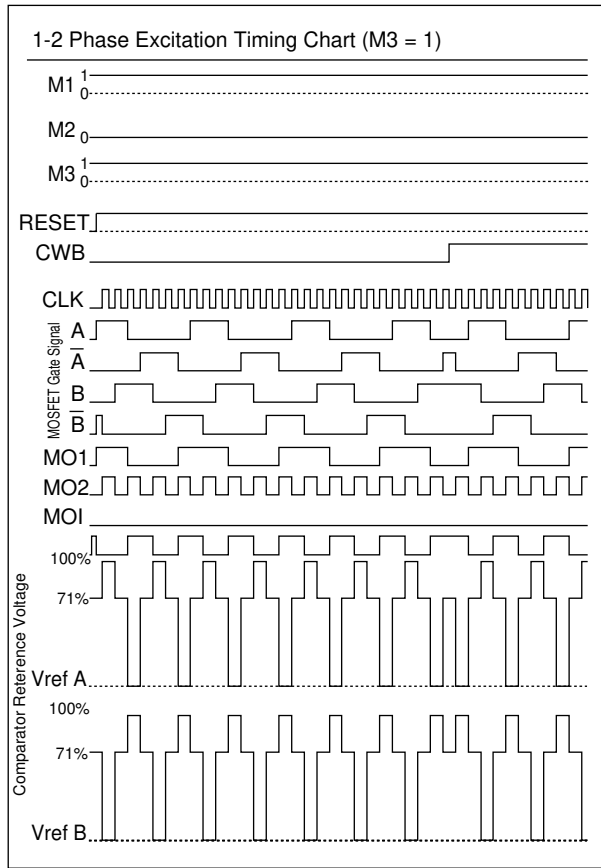 1-2 Phase Excitation Timing Chart (M3 = 1)
M1 1
0
M2 0
M3 1
0
RESET
CWB
CLK
MOSFET Gate Signal
A
A
B
B
MO1
MO2
MOI
Comparator Reterence Voltage
100%
71%
Vref A
100%
71%
Vref B